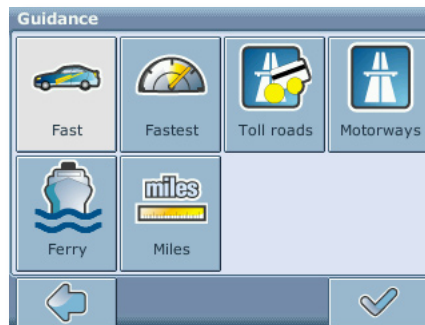 Guidance
Fast
Fastest
Toll roads
Motorways
miles
Ferry
Miles